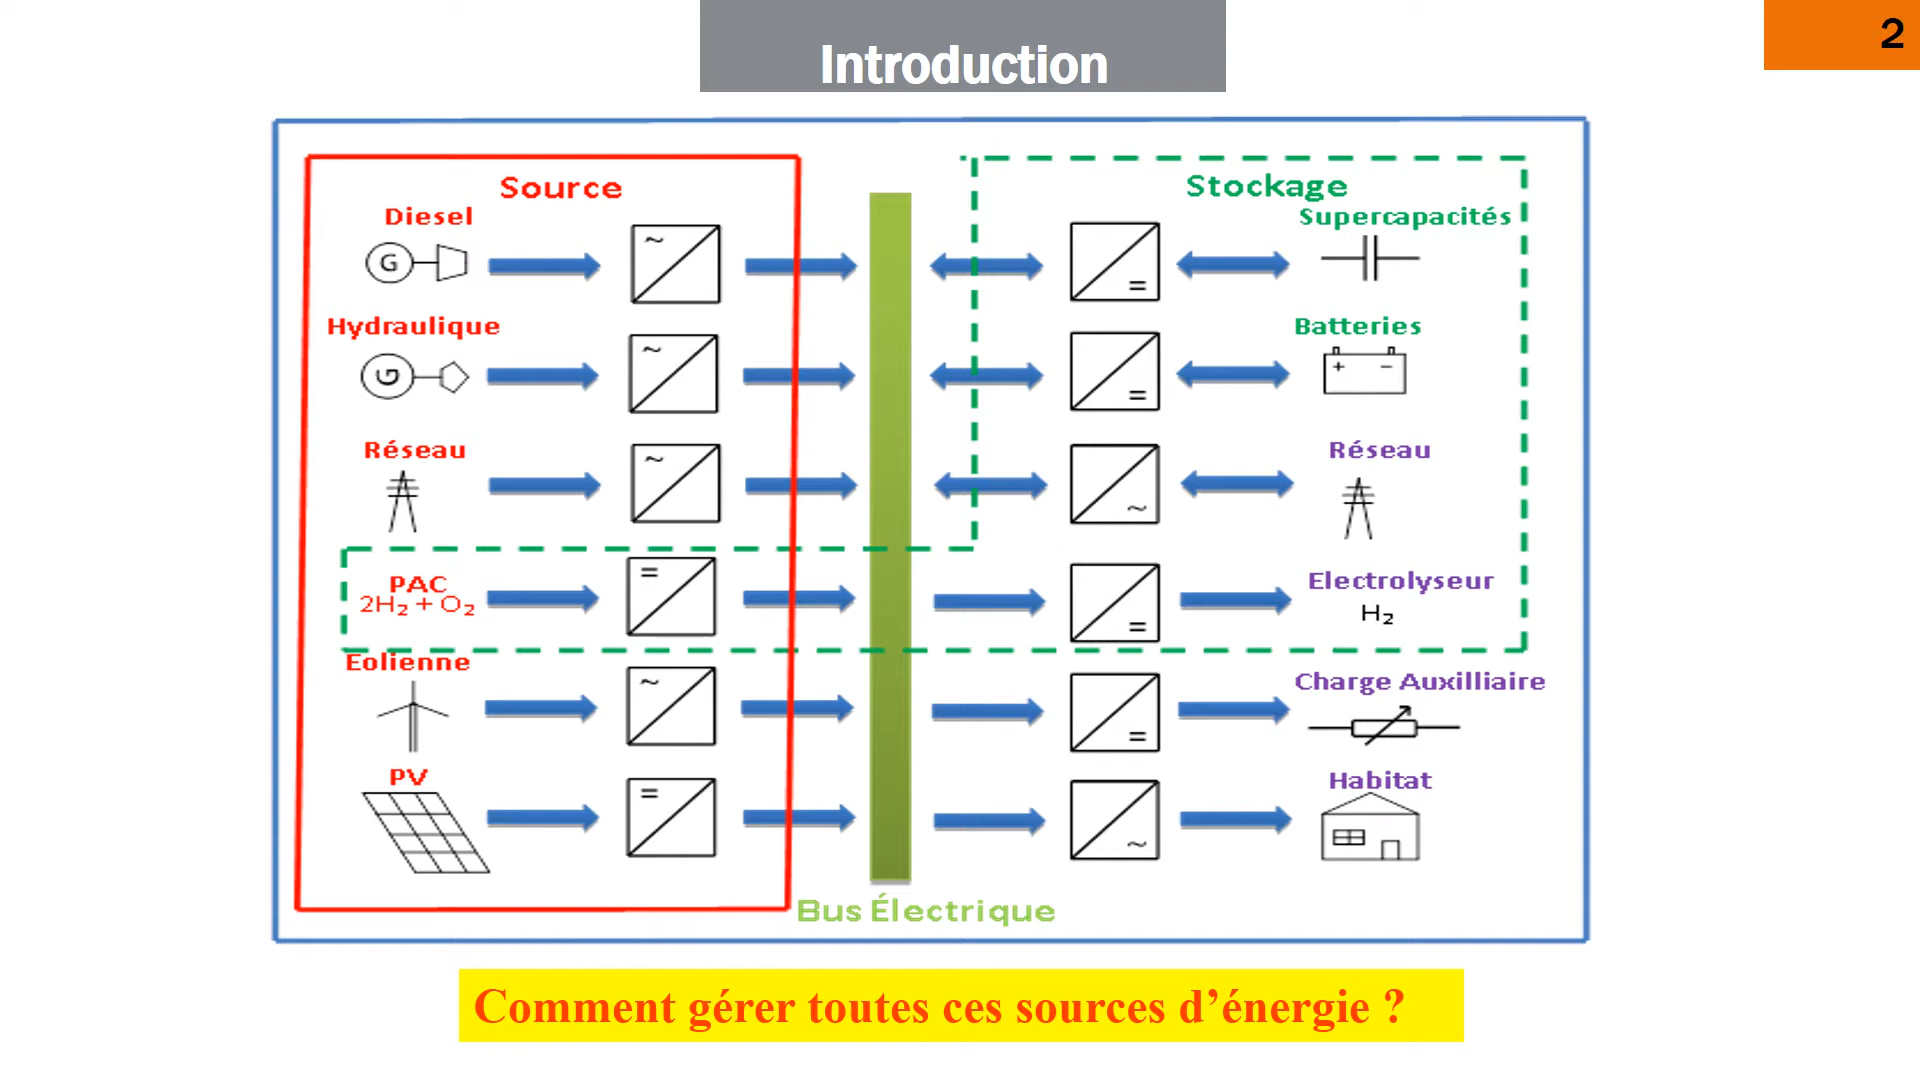 Introduction
2
Source
Stockage
Diesel
G
~
=
Supercapacités
Hydraulique
G
~
=
Batteries
+ −
Réseau
~
~
Réseau
PAC
2H₂ + O₂
=
=
Electrolyseur
H₂
Eolienne
~
=
Charge Auxilliaire
PV
=
~
Habitat
Bus Électrique
Comment gérer toutes ces sources d’énergie ?